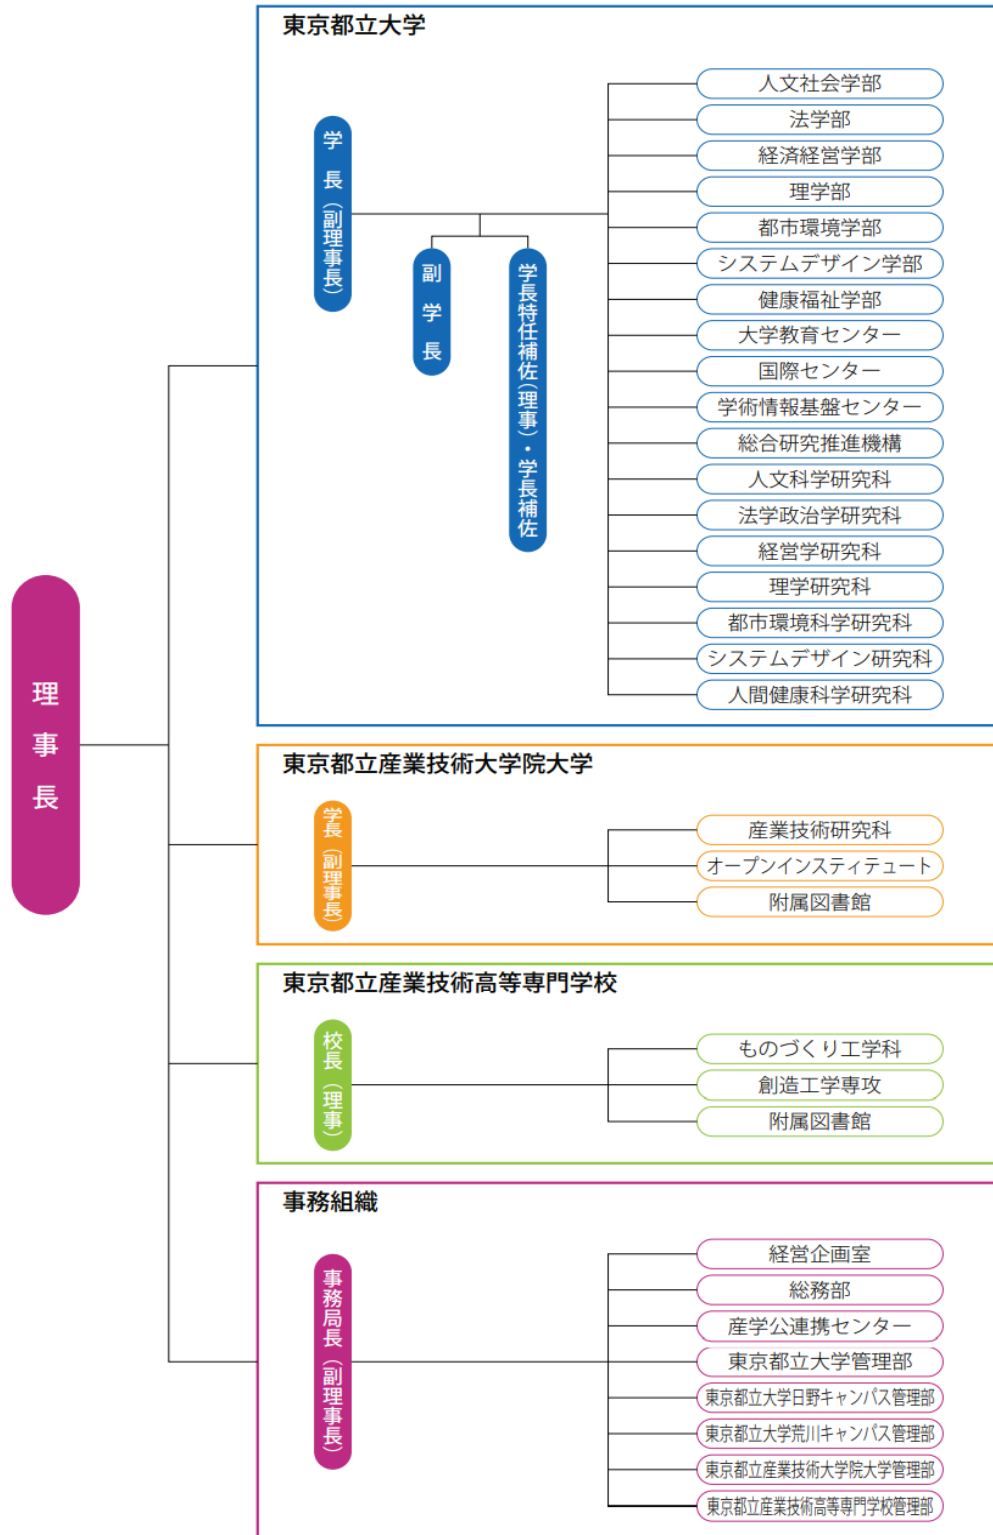 理事長
東京都立大学
学長（副理事長）
副学長
学長特任補佐（理事）・学長補佐
人文社会学部
法学部
経済経営学部
理学部
都市環境学部
システムデザイン学部
健康福祉学部
大学教育センター
国際センター
学術情報基盤センター
総合研究推進機構
人文科学研究科
法学政治学研究科
経営学研究科
理学研究科
都市環境科学研究科
システムデザイン研究科
人間健康科学研究科
東京都立産業技術大学院大学
学長（副理事長）
産業技術研究科
オープンインスティテュート
附属図書館
東京都立産業技術高等専門学校
校長（理事）
ものづくり工学科
創造工学専攻
附属図書館
事務組織
事務局長（副理事長）
経営企画室
総務部
産学公連携センター
東京都立大学管理部
東京都立大学日野キャンパス管理部
東京都立大学荒川キャンパス管理部
東京都立産業技術大学院大学管理部
東京都立産業技術高等専門学校管理部